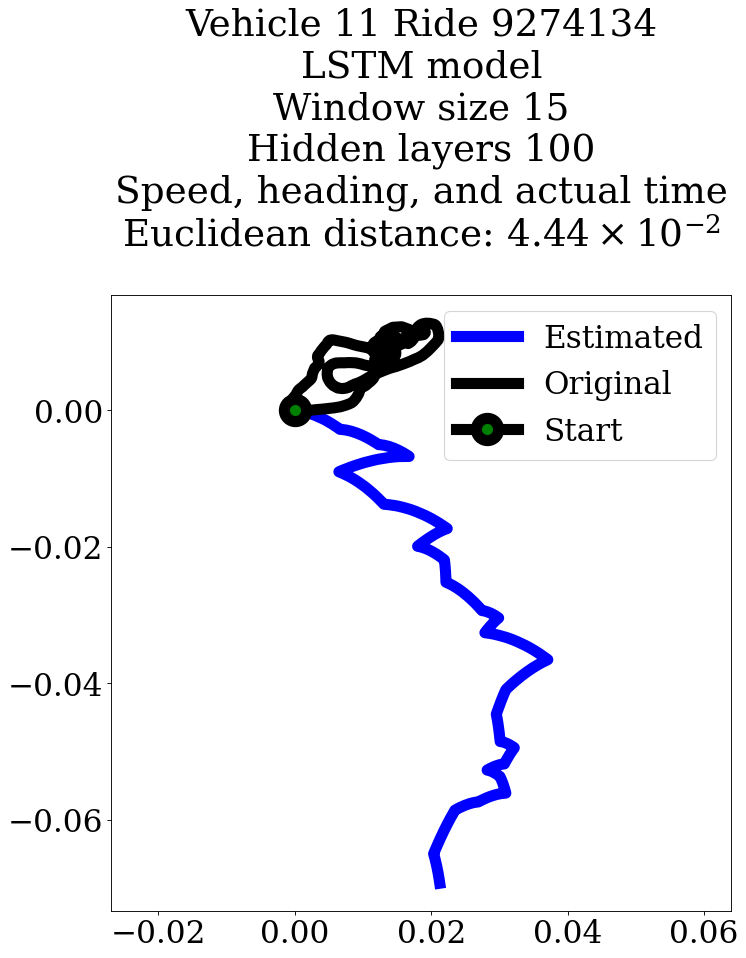 Vehicle 11 Ride 9274134
LSTM model
Window size 15
Hidden layers 100
Speed, heading, and actual time
Euclidean distance: 4.44 × 10⁻²
Estimated
Original
Start
0.00
−0.02
−0.04
−0.06
−0.02 0.00 0.02 0.04 0.06